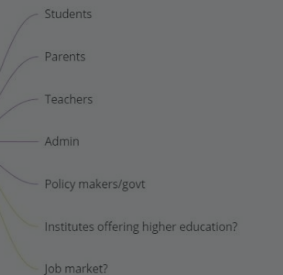 Students
Parents
Teachers
Admin
Policy makers/govt
Institutes offering higher education?
Job market?